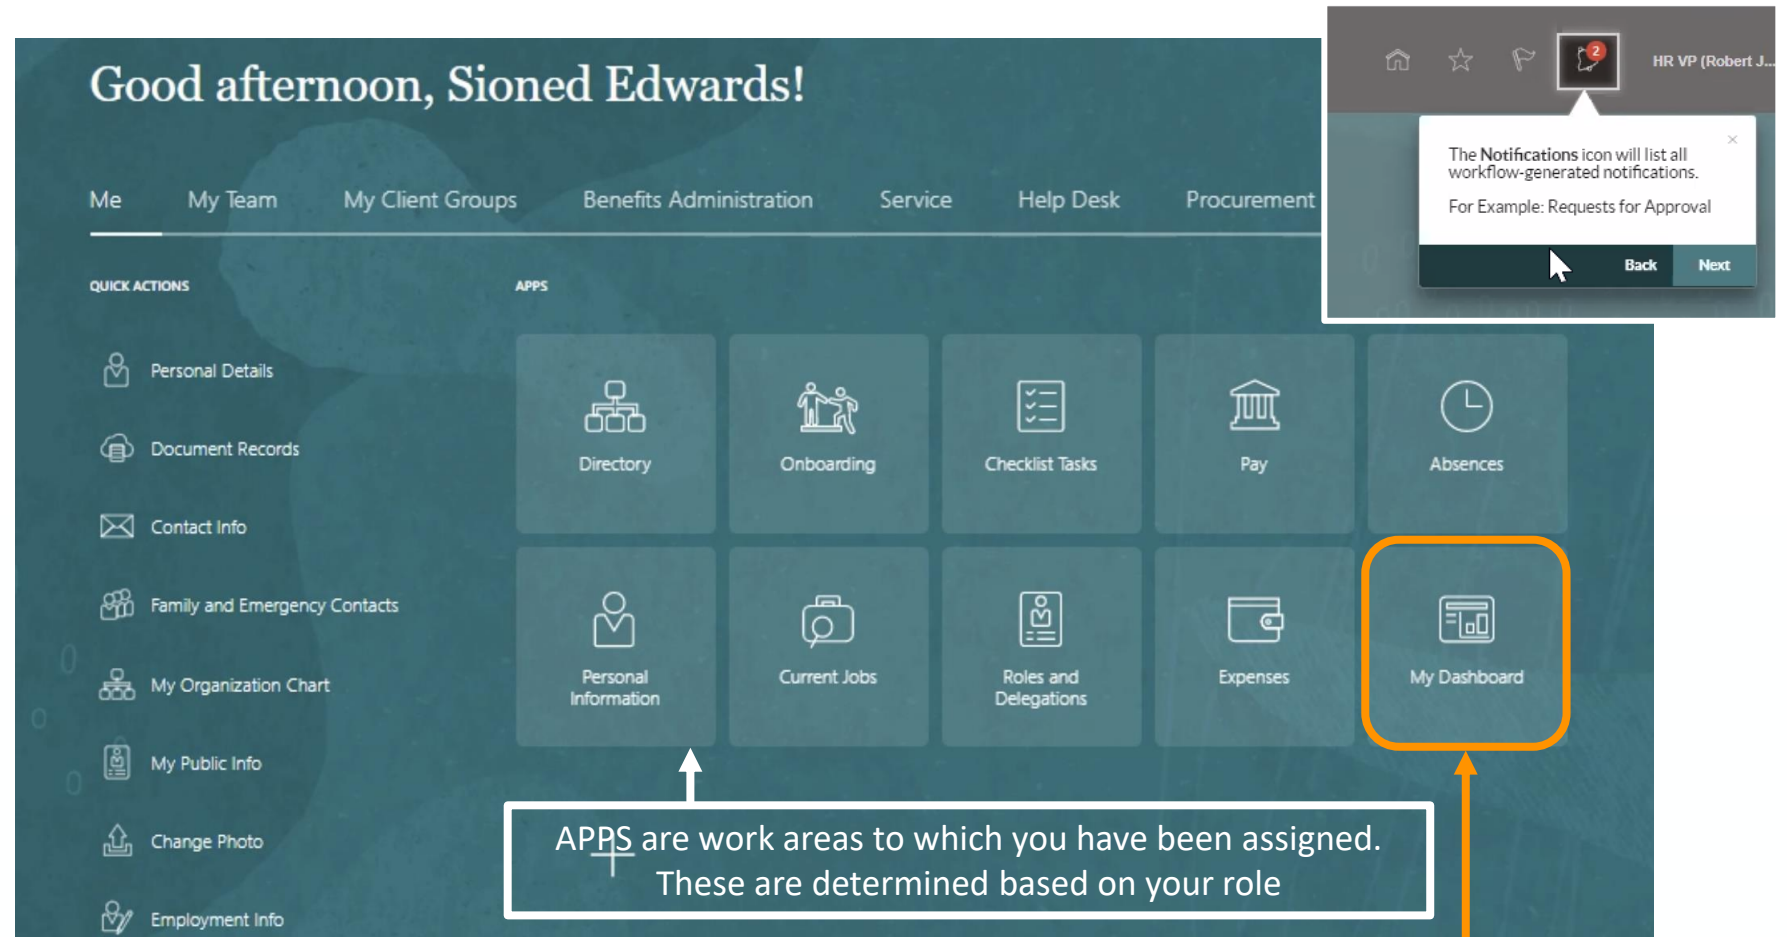 Good afternoon, Sioned Edwards!
2
HR VP (Robert J...
The Notifications icon will list all
workflow-generated notifications.
For Example: Requests for Approval
Back Next
Me My Team My Client Groups Benefits Administration Service Help Desk Procurement
QUICK ACTIONS
Personal Details
Document Records
Contact Info
Family and Emergency Contacts
My Organization Chart
My Public Info
Change Photo
Employment Info
APPS
Directory Onboarding Checklist Tasks Pay Absences
Personal Current Jobs Roles and Expenses My Dashboard
Information Delegations
APPS are work areas to which you have been assigned.
These are determined based on your role